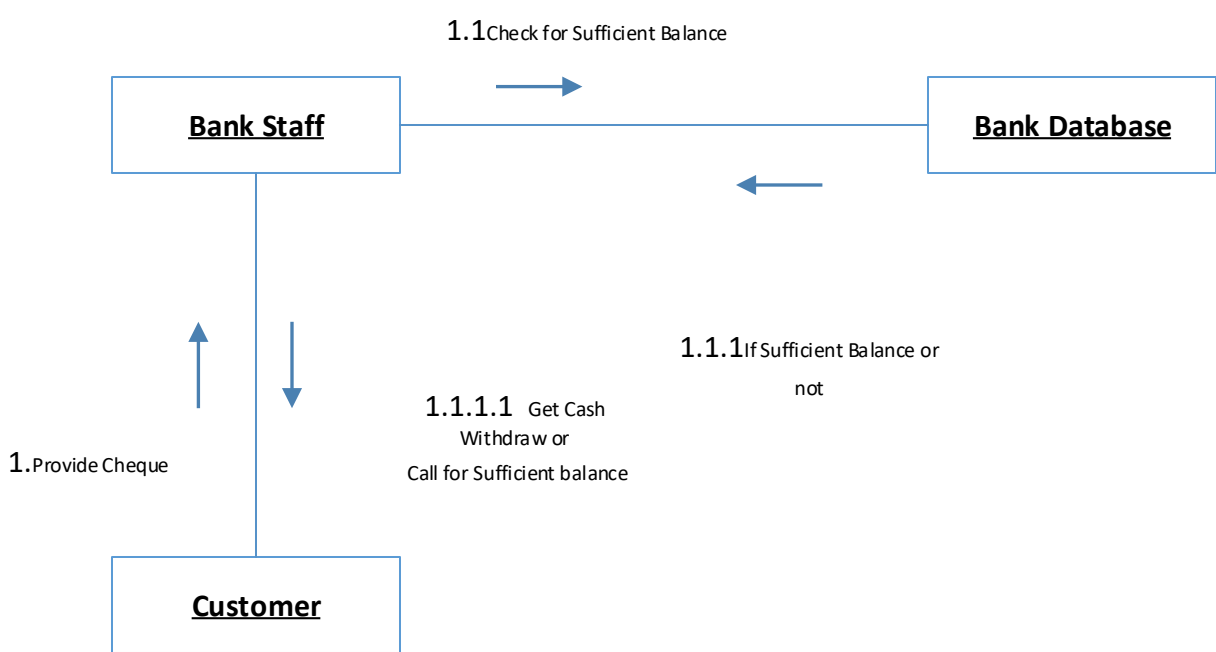 1.1Check for Sufficient Balance
Bank Staff
Bank Database
1.1.1If Sufficient Balance or
not
1.1.1.1 Get Cash
Withdraw or
Call for Sufficient balance
1.Provide Cheque
Customer